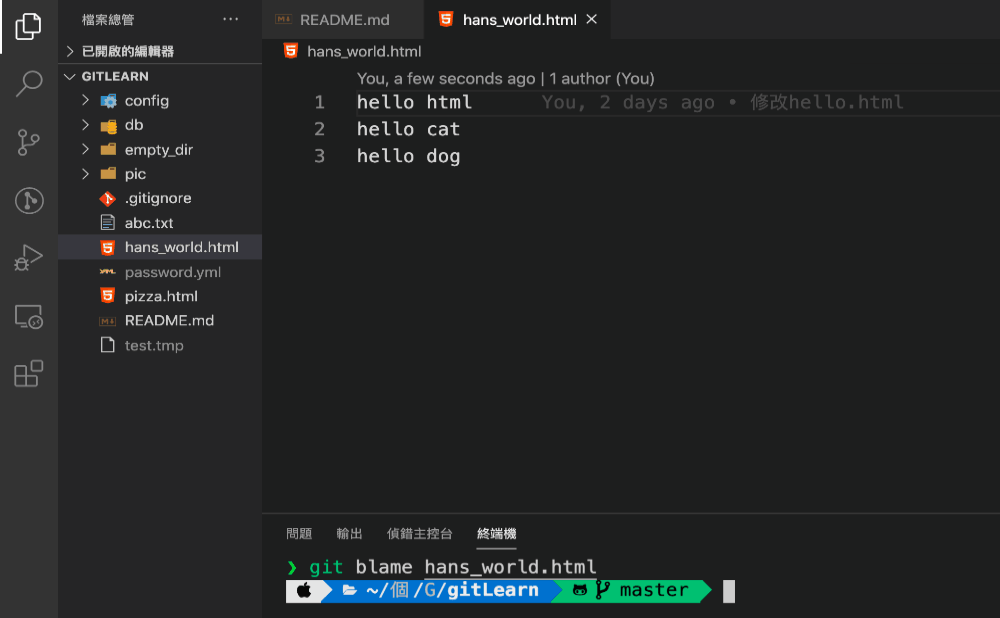 檔案總管 ···
已開啟的編輯器
GITLEARN
config
db
empty_dir
pic
.gitignore
abc.txt
hans_world.html
password.yml
pizza.html
README.md
test.tmp
README.md hans_world.html
hans_world.html
You, a few seconds ago | 1 author (You)
1 hello html You, 2 days ago • 修改hello.html
2 hello cat
3 hello dog
問題 輸出 偵錯主控台 終端機
❯ git blame hans_world.html
~/個/G/gitLearn master